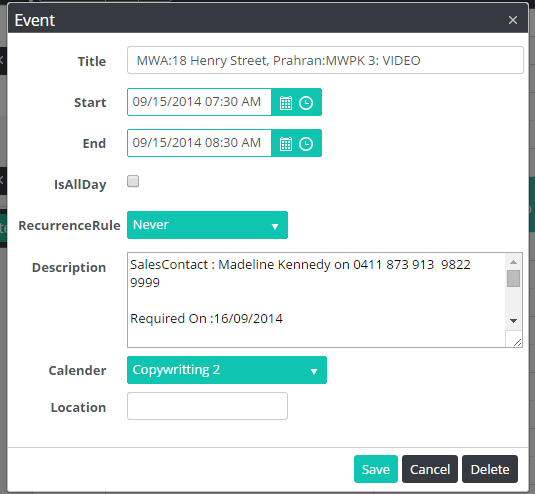 Event ×
Title MWA:18 Henry Street, Prahran:MWPK 3: VIDEO
Start 09/15/2014 07:30 AM
End 09/15/2014 08:30 AM
IsAllDay
RecurrenceRule Never
Description SalesContact : Madeline Kennedy on 0411 873 913 9822
9999
Required On :16/09/2014
Calender Copywritting 2
Location
Save Cancel Delete